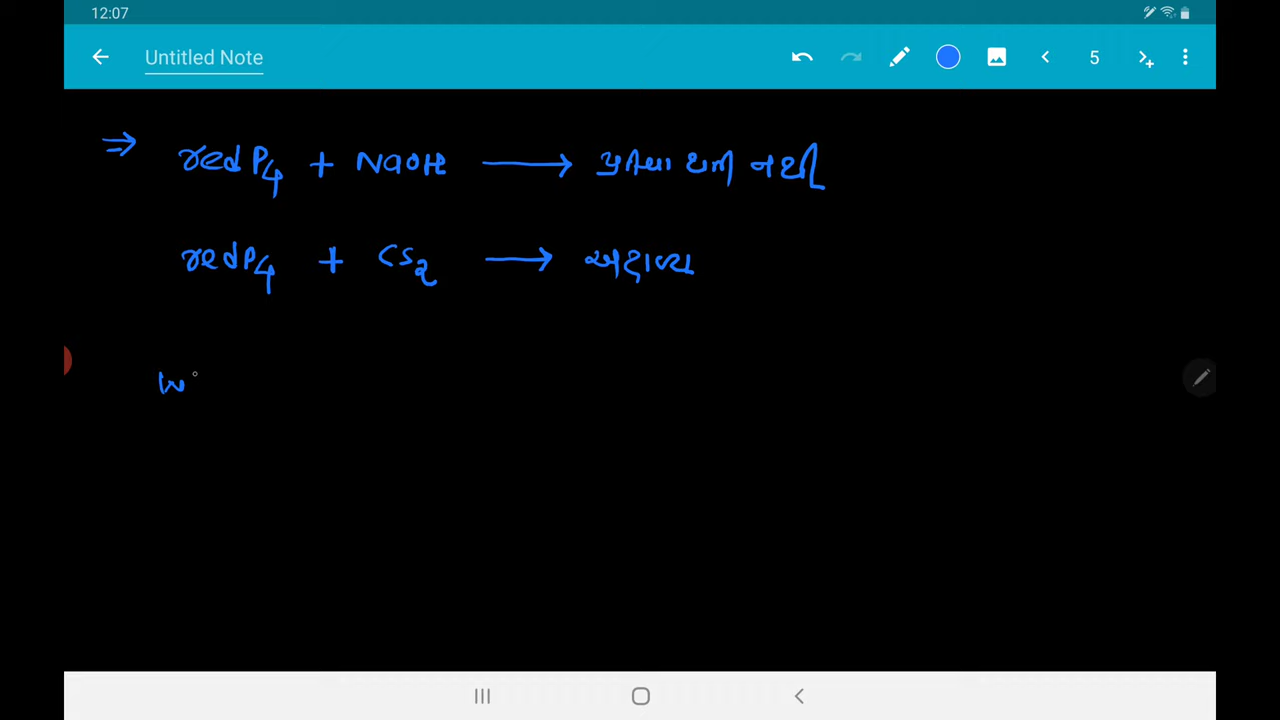 12:07
Untitled Note
5
⇒ red P4 + NaOH ⟶ પ્રક્રિયા થતી નથી
red P4 + CS2 ⟶ અદ્રાવ્ય
w